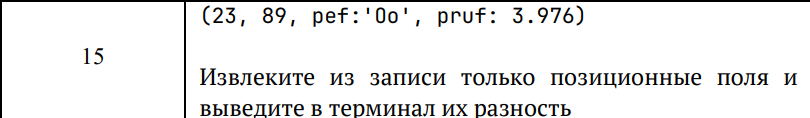 (23, 89, pef:'Oo', pruf: 3.976)
15
Извлеките из записи только позиционные поля и
выведите в терминал их разность